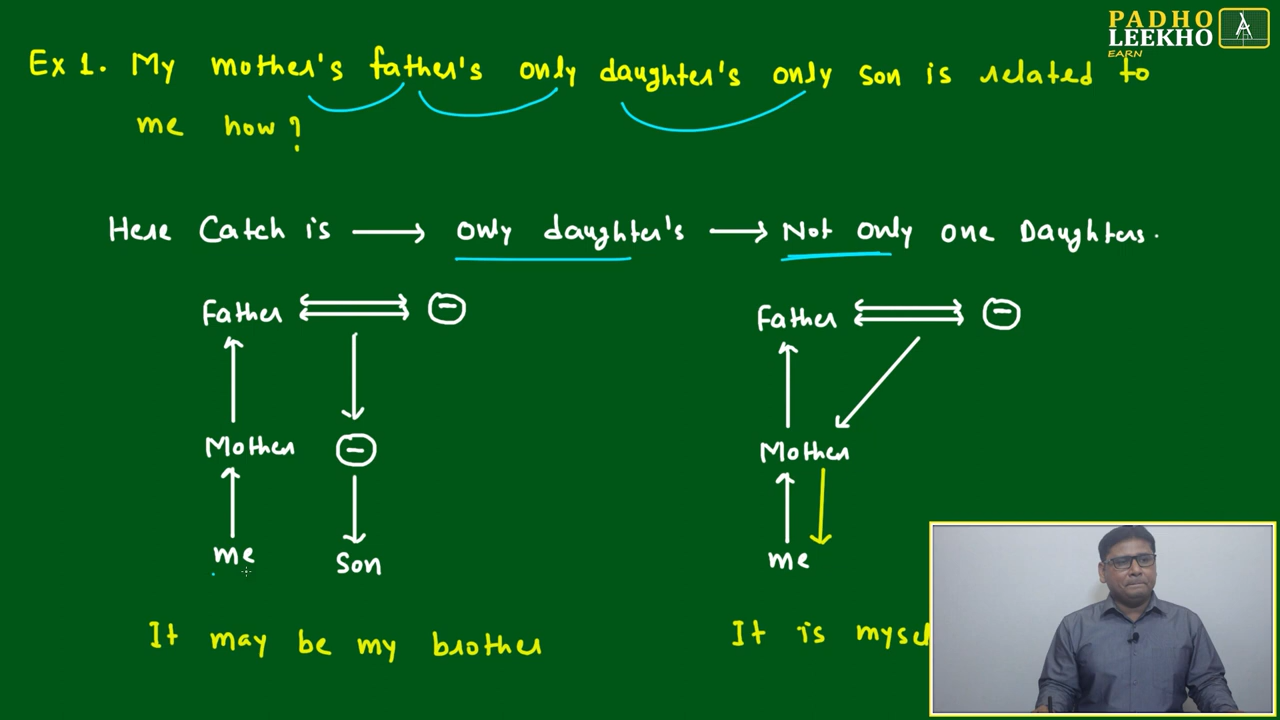 PADHO
LEEKHO
EARN
Ex 1. My mother's father's only daughter's only son is related to
me how?
Here Catch is → only daughter's → Not only one Daughters.
Father ⇄ ⊖
Father ⇄ ⊖
Mother ⊖
Mother
me
Son
me
It may be my brother
It is